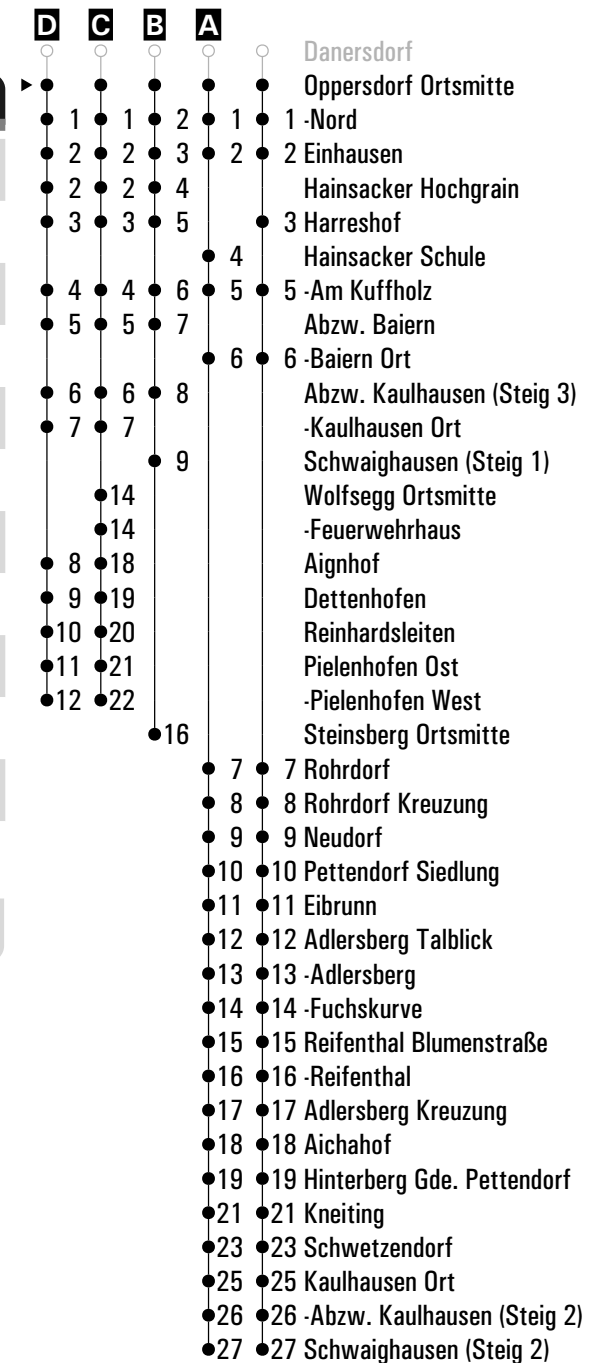 D C B A
Danersdorf
Oppersdorf Ortsmitte
1 1 2 1 1 -Nord
2 2 3 2 2 Einhausen
2 2 4 Hainsacker Hochgrain
3 3 5 3 Harreshof
4 Hainsacker Schule
4 4 6 5 5 -Am Kuffholz
5 5 7 Abzw. Baiern
6 6 -Baiern Ort
6 6 8 Abzw. Kaulhausen (Steig 3)
7 7 -Kaulhausen Ort
9 Schwaighausen (Steig 1)
14 Wolfsegg Ortsmitte
14 -Feuerwehrhaus
8 18 Aignhof
9 19 Dettenhofen
10 20 Reinhardsleiten
11 21 Pielenhofen Ost
12 22 -Pielenhofen West
16 Steinsberg Ortsmitte
7 7 Rohrdorf
8 8 Rohrdorf Kreuzung
9 9 Neudorf
10 10 Pettendorf Siedlung
11 11 Eibrunn
12 12 Adlersberg Talblick
13 13 -Adlersberg
14 14 -Fuchskurve
15 15 Reifenthal Blumenstraße
16 16 -Reifenthal
17 17 Adlersberg Kreuzung
18 18 Aichahof
19 19 Hinterberg Gde. Pettendorf
21 21 Kneiting
23 23 Schwetzendorf
25 25 Kaulhausen Ort
26 26 -Abzw. Kaulhausen (Steig 2)
27 27 Schwaighausen (Steig 2)